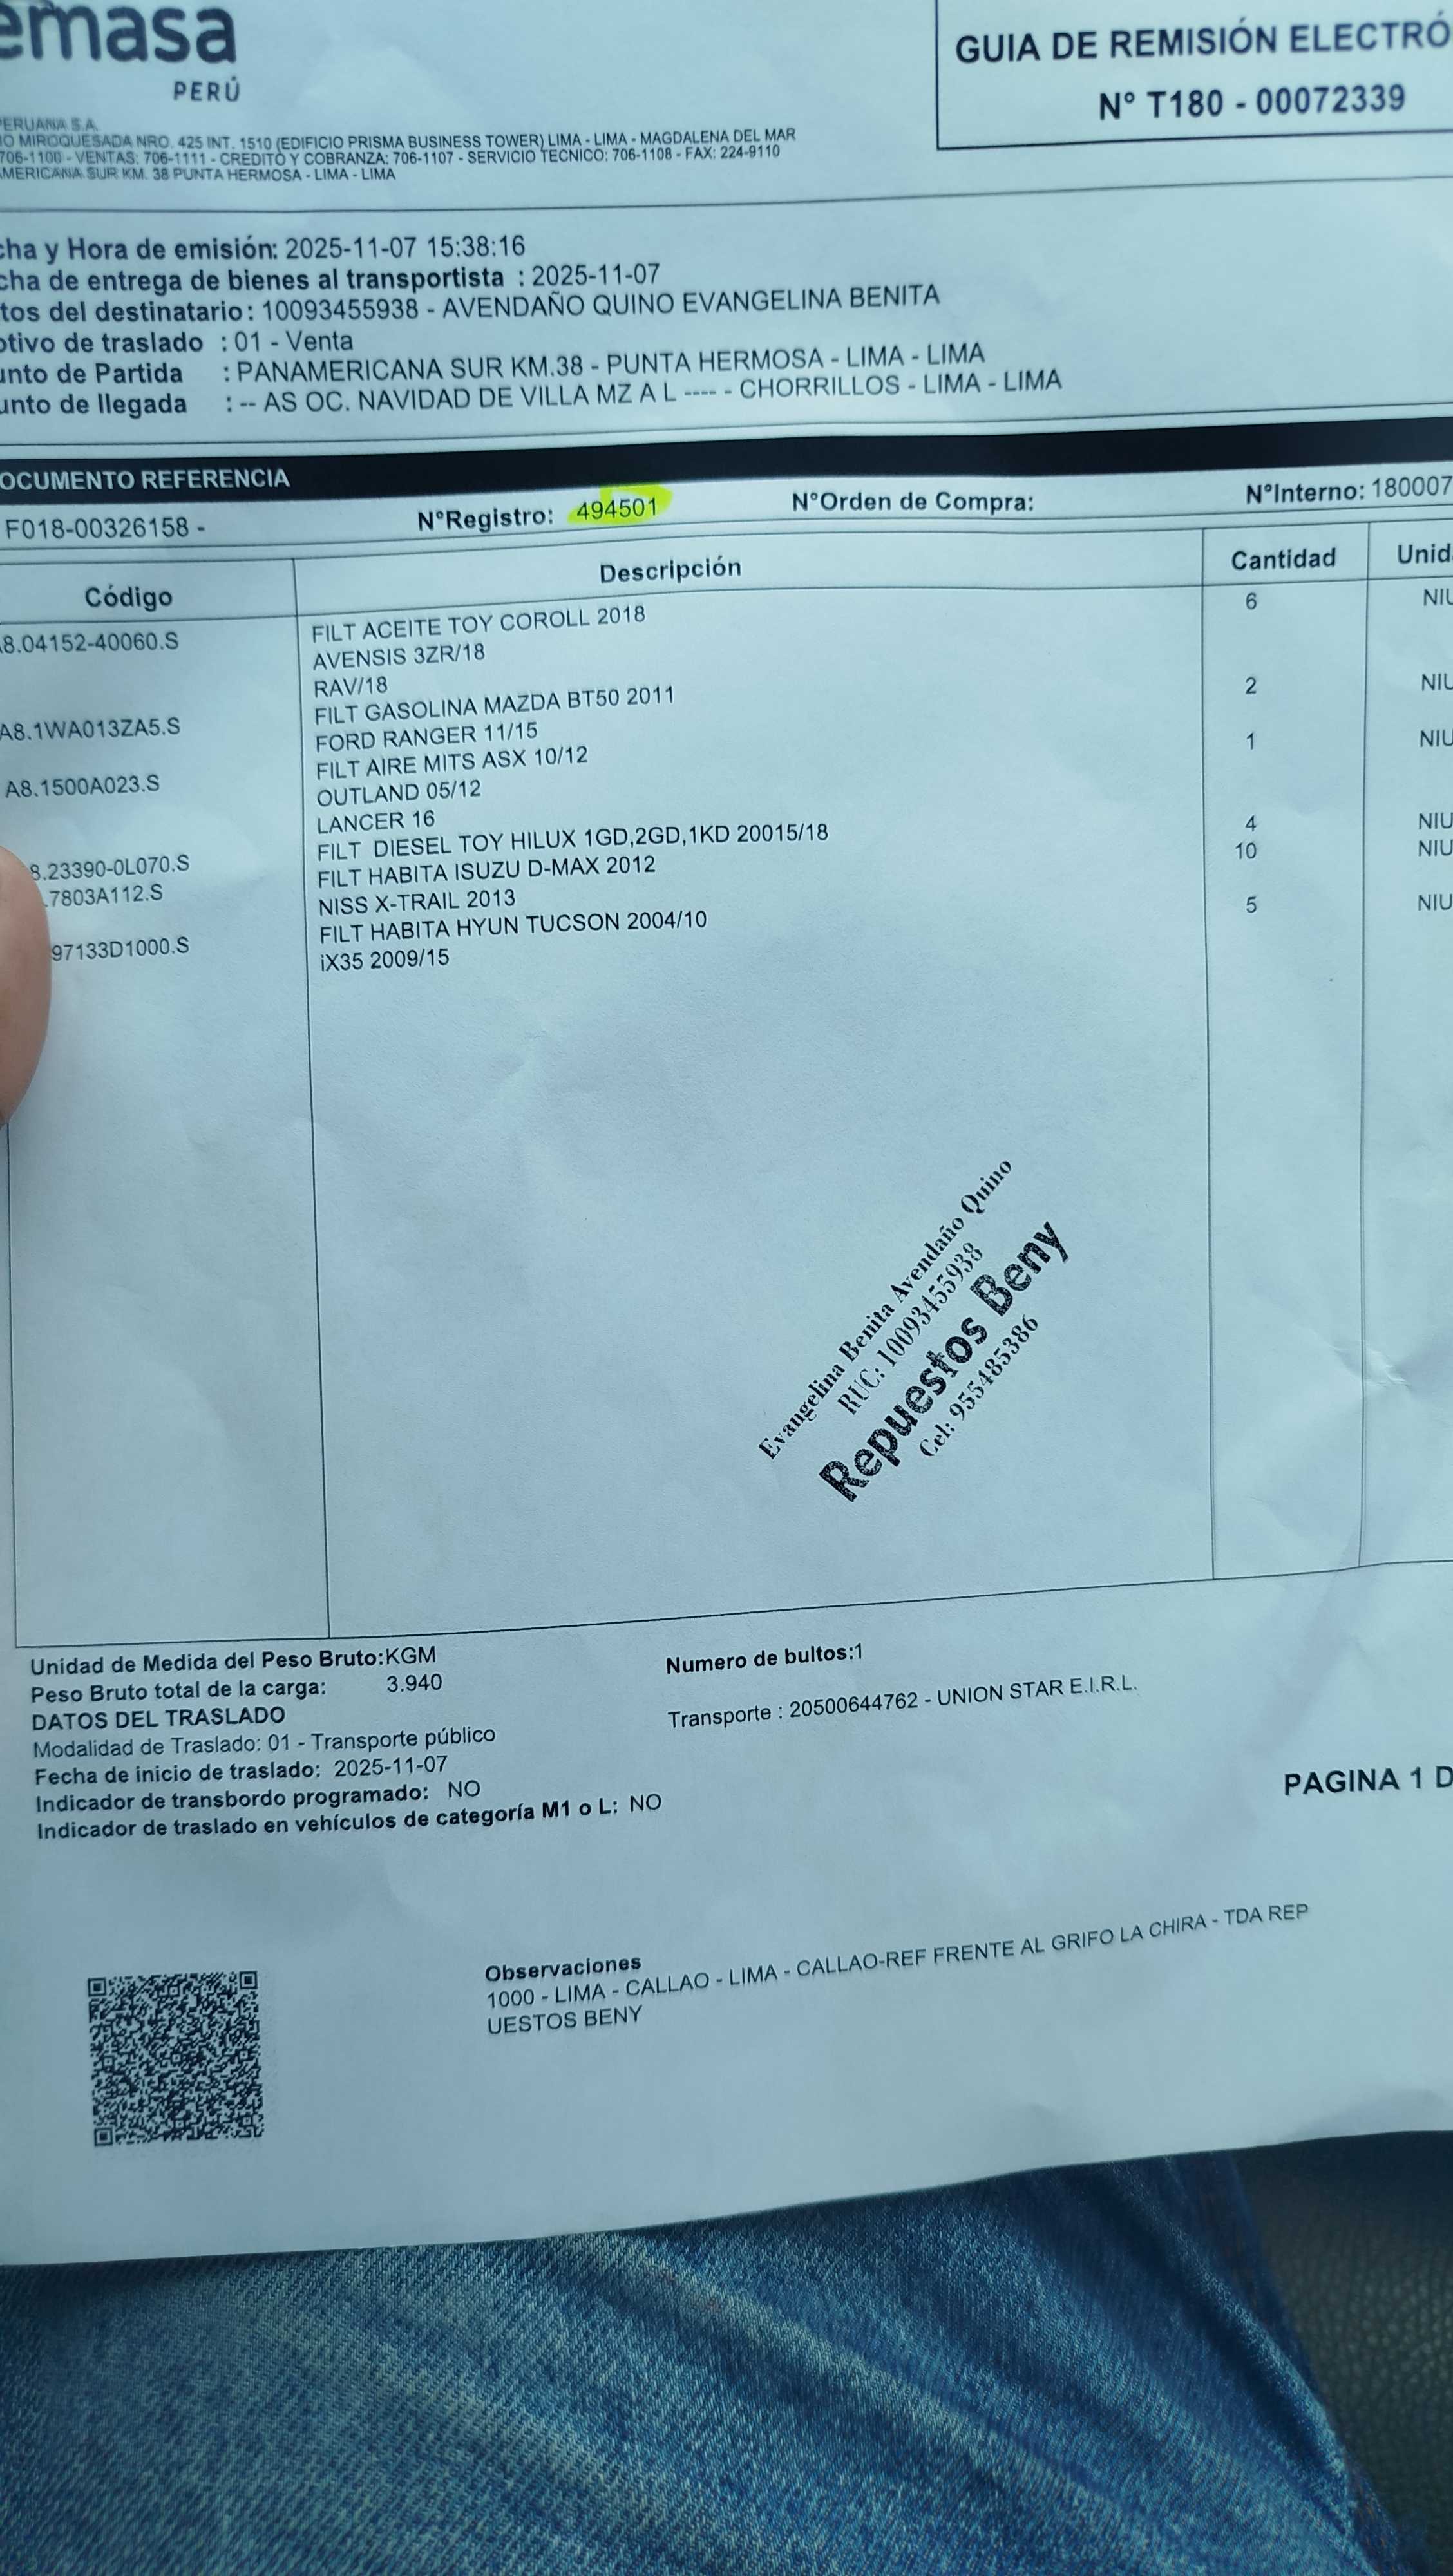 emasa
PERÚ
GUIA DE REMISIÓN ELECTRÓ
N° T180 - 00072339
ERUANA S.A.
O MIROQUESADA NRO. 425 INT. 1510 (EDIFICIO PRISMA BUSINESS TOWER) LIMA - LIMA - MAGDALENA DEL MAR
706-1100 - VENTAS: 706-1111 - CREDITO Y COBRANZA: 706-1107 - SERVICIO TECNICO: 706-1108 - FAX: 224-9110
AMERICANA SUR KM. 38 PUNTA HERMOSA - LIMA - LIMA
cha y Hora de emisión: 2025-11-07 15:38:16
cha de entrega de bienes al transportista : 2025-11-07
tos del destinatario: 10093455938 - AVENDAÑO QUINO EVANGELINA BENITA
otivo de traslado : 01 - Venta
unto de Partida : PANAMERICANA SUR KM.38 - PUNTA HERMOSA - LIMA - LIMA
unto de llegada : -- AS OC. NAVIDAD DE VILLA MZ A L ---- - CHORRILLOS - LIMA - LIMA
OCUMENTO REFERENCIA
F018-00326158 - N°Registro: 494501 N°Orden de Compra: N°Interno: 180007
Código Descripción Cantidad Unid
8.04152-40060.S FILT ACEITE TOY COROLL 2018 6 NIU
AVENSIS 3ZR/18
RAV/18
A8.1WA013ZA5.S FILT GASOLINA MAZDA BT50 2011 2 NIU
FORD RANGER 11/15
A8.1500A023.S FILT AIRE MITS ASX 10/12 1 NIU
OUTLAND 05/12
LANCER 16
8.23390-0L070.S FILT DIESEL TOY HILUX 1GD,2GD,1KD 20015/18 4 NIU
.7803A112.S FILT HABITA ISUZU D-MAX 2012 10 NIU
NISS X-TRAIL 2013
97133D1000.S FILT HABITA HYUN TUCSON 2004/10 5 NIU
iX35 2009/15
Evangelina Benita Avendaño Quino
RUC: 10093455938
Repuestos Beny
Cel: 955485386
Unidad de Medida del Peso Bruto:KGM Numero de bultos:1
Peso Bruto total de la carga: 3.940
DATOS DEL TRASLADO Transporte : 20500644762 - UNION STAR E.I.R.L.
Modalidad de Traslado: 01 - Transporte público
Fecha de inicio de traslado: 2025-11-07
Indicador de transbordo programado: NO
Indicador de traslado en vehículos de categoría M1 o L: NO
PAGINA 1 D
Observaciones
1000 - LIMA - CALLAO - LIMA - CALLAO-REF FRENTE AL GRIFO LA CHIRA - TDA REP
UESTOS BENY